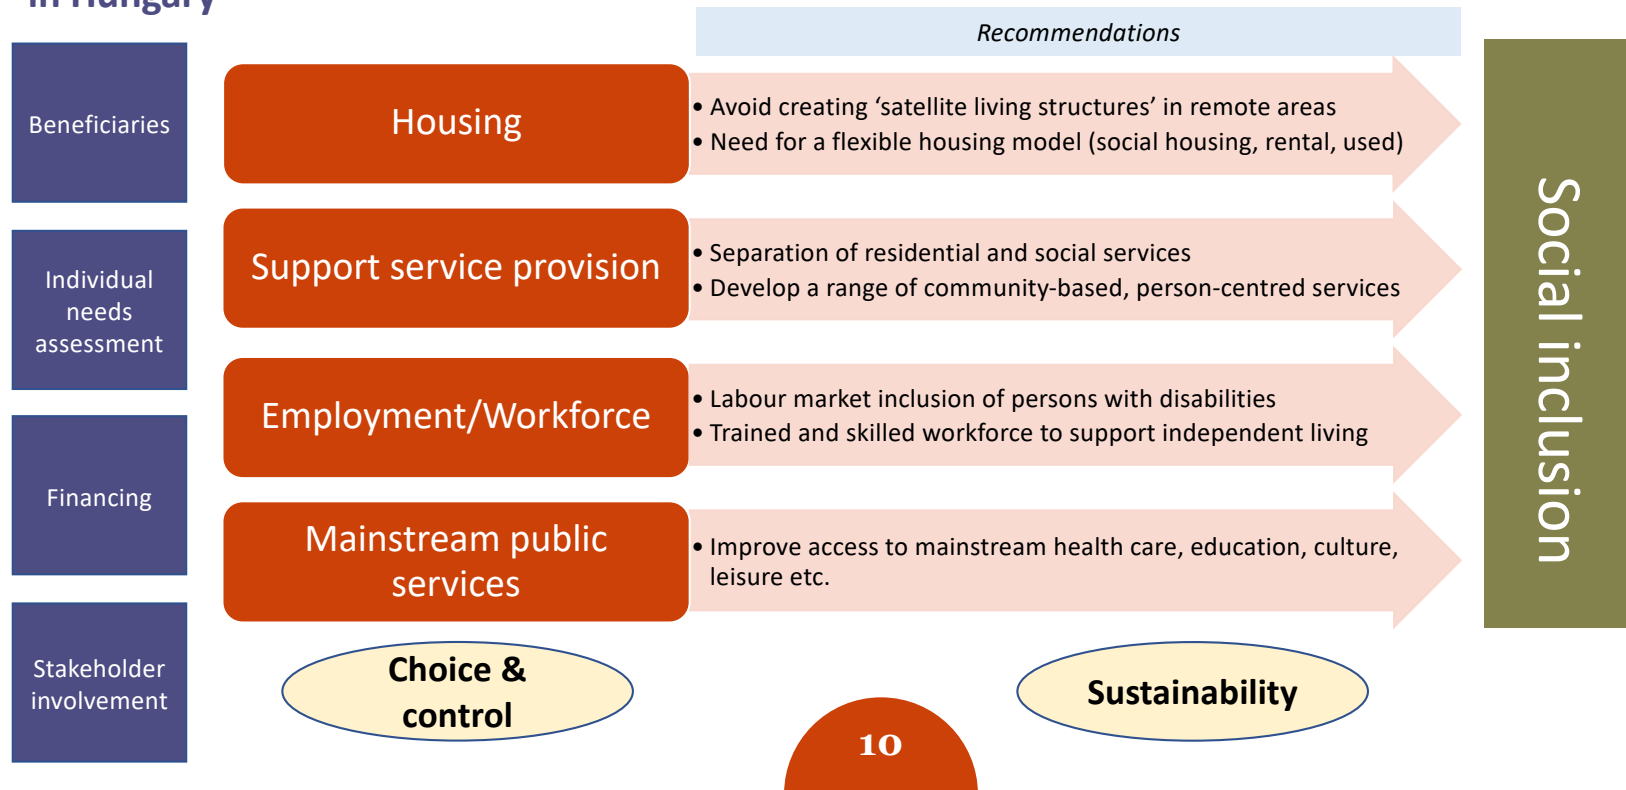 in Hungary
Recommendations
Beneficiaries
Individual
needs
assessment
Financing
Stakeholder
involvement
Housing
• Avoid creating ‘satellite living structures’ in remote areas
• Need for a flexible housing model (social housing, rental, used)
Support service provision
• Separation of residential and social services
• Develop a range of community-based, person-centred services
Employment/Workforce
• Labour market inclusion of persons with disabilities
• Trained and skilled workforce to support independent living
Mainstream public
services
• Improve access to mainstream health care, education, culture,
leisure etc.
Social inclusion
Choice &
control
Sustainability
10